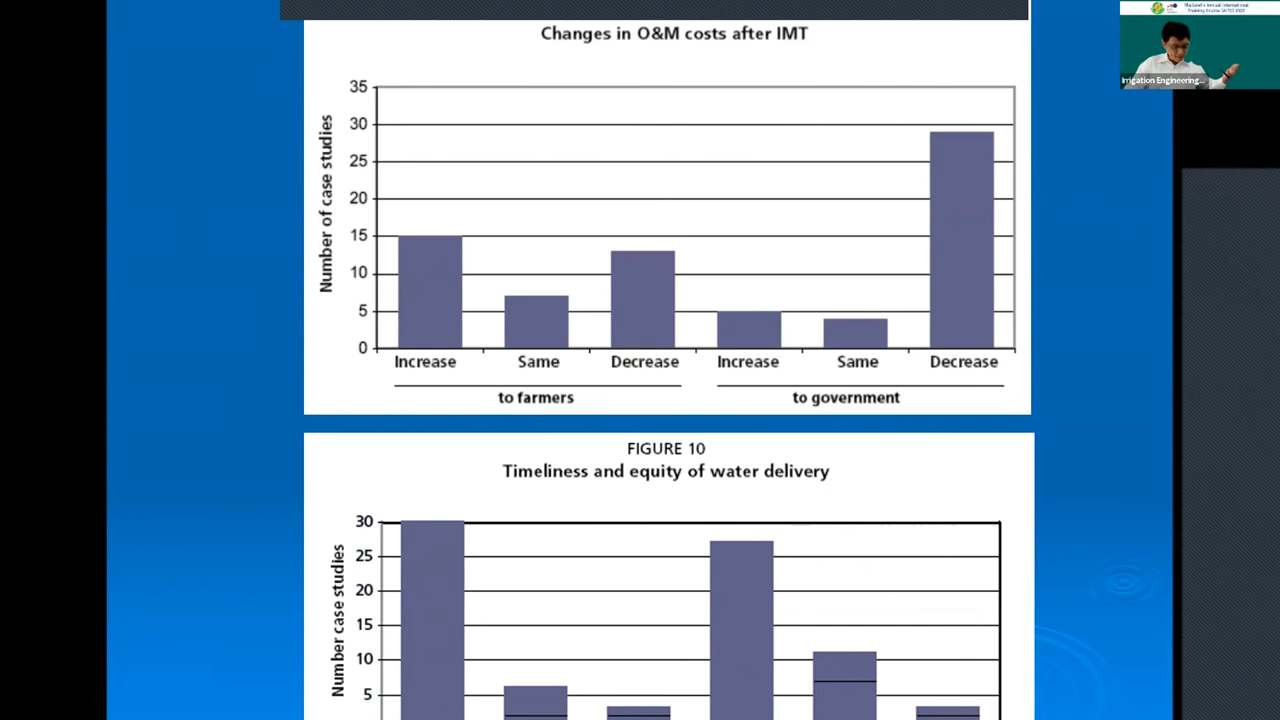 Changes in O&M costs after IMT
Number of case studies
35
30
25
20
15
10
5
0
Increase Same Decrease Increase Same Decrease
to farmers to government
FIGURE 10
Timeliness and equity of water delivery
Number case studies
30
25
20
15
10
5
Training Course
Irrigation Engineering...